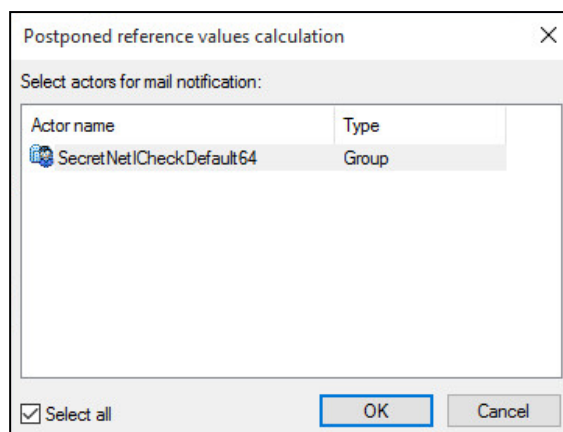 Postponed reference values calculation
Select actors for mail notification:
Actor name Type
SecretNetICheckDefault64 Group
Select all OK Cancel